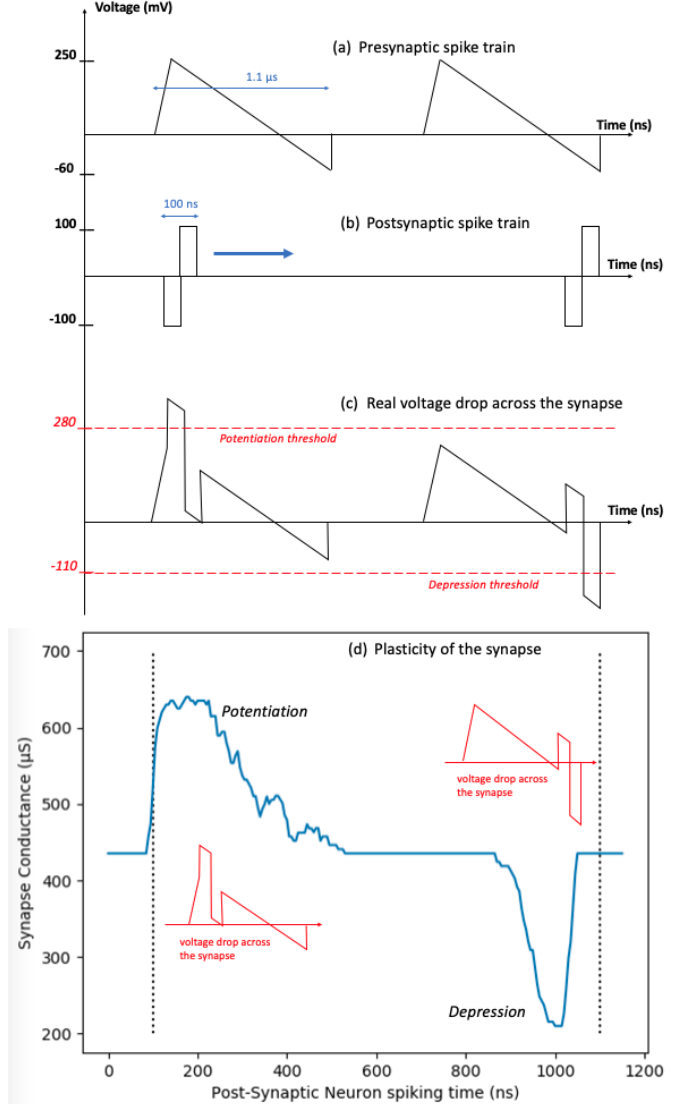 Voltage (mV)
(a) Presynaptic spike train
250
1.1 µs
Time (ns)
-60
100 ns
(b) Postsynaptic spike train
100
Time (ns)
-100
(c) Real voltage drop across the synapse
280
Potentiation threshold
Time (ns)
-110
Depression threshold
(d) Plasticity of the synapse
700
600
500
400
300
200
Synapse Conductance (µS)
Potentiation
voltage drop across
the synapse
voltage drop across
the synapse
Depression
0 200 400 600 800 1000 1200
Post-Synaptic Neuron spiking time (ns)